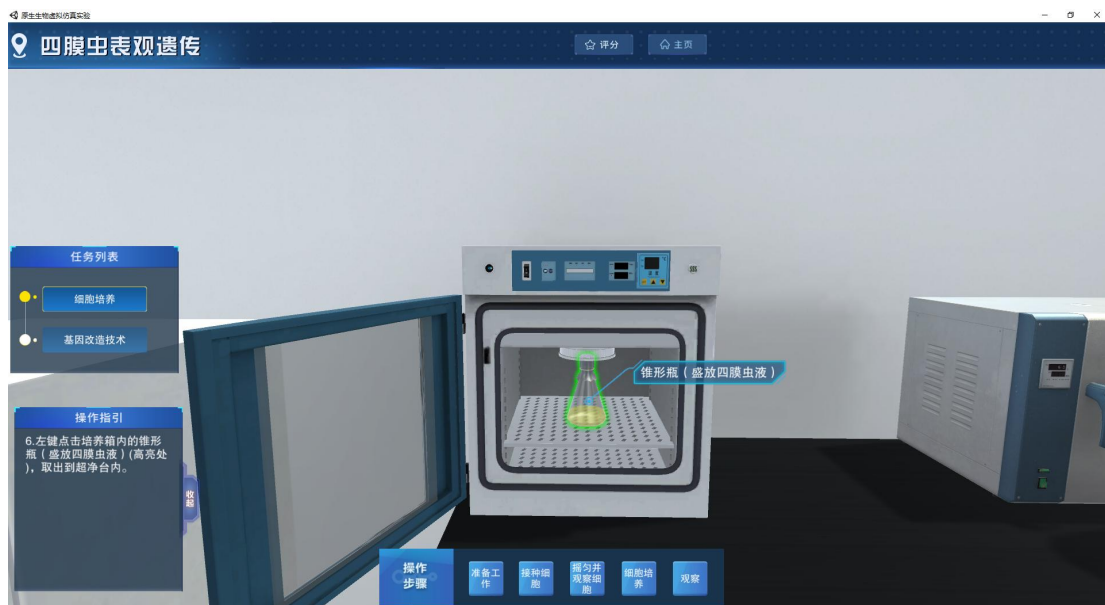 原生生物虚拟仿真实验
四膜虫表观遗传
评分
主页
任务列表
细胞培养
基因改造技术
锥形瓶（盛放四膜虫液）
操作指引
6.左键点击培养箱内的锥形
瓶（盛放四膜虫液）(高亮处
)，取出到超净台内。
收起
操作
步骤
准备工
作
接种细
胞
摇匀并
观察细
胞
细胞培
养
观察